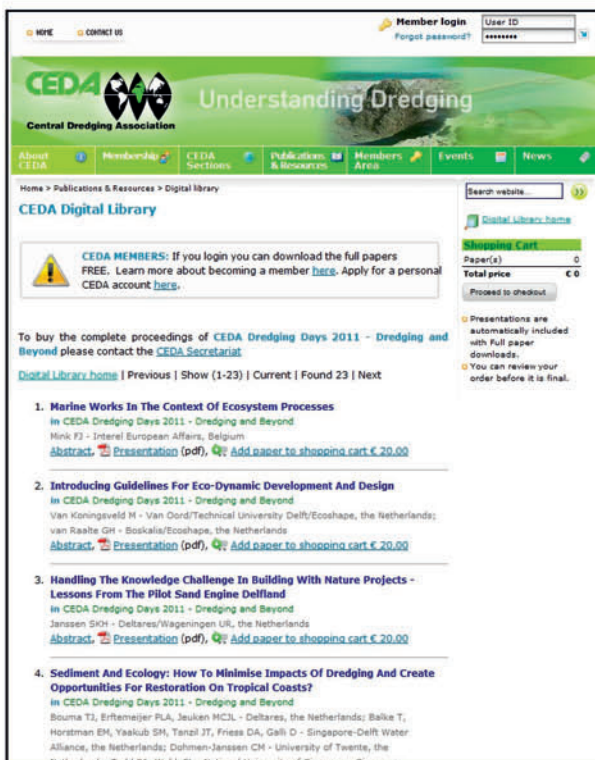 HOME
CONTACT US
Member login
User ID
Forgot password?
••••••••
CEDA
Central Dredging Association
Understanding Dredging
About CEDA
Membership
CEDA Sections
Publications & Resources
Members Area
Events
News
Home > Publications & Resources > Digital library
CEDA Digital Library
CEDA MEMBERS: If you login you can download the full papers
FREE. Learn more about becoming a member here. Apply for a personal
CEDA account here.
To buy the complete proceedings of CEDA Dredging Days 2011 - Dredging and
Beyond please contact the CEDA Secretariat
Digital Library home | Previous | Show (1-23) | Current | Found 23 | Next
1. Marine Works In The Context Of Ecosystem Processes
in CEDA Dredging Days 2011 - Dredging and Beyond
Mink FJ - Interel European Affairs, Belgium
Abstract, Presentation (pdf), Add paper to shopping cart € 20.00
2. Introducing Guidelines For Eco-Dynamic Development And Design
in CEDA Dredging Days 2011 - Dredging and Beyond
Van Koningsveld M - Van Oord/Technical University Delft/Ecoshape, the Netherlands;
van Raalte GH - Boskalis/Ecoshape, the Netherlands
Abstract, Presentation (pdf), Add paper to shopping cart € 20.00
3. Handling The Knowledge Challenge In Building With Nature Projects -
Lessons From The Pilot Sand Engine Delfland
in CEDA Dredging Days 2011 - Dredging and Beyond
Janssen SKH - Deltares/Wageningen UR, the Netherlands
Abstract, Presentation (pdf), Add paper to shopping cart € 20.00
4. Sediment And Ecology: How To Minimise Impacts Of Dredging And Create
Opportunities For Restoration On Tropical Coasts?
in CEDA Dredging Days 2011 - Dredging and Beyond
Bouma TJ, Erftemeijer PLA, Jeuken MCJL - Deltares, the Netherlands; Balke T,
Horstman EM, Yaakub SM, Tanzil JT, Friess DA, Galli D - Singapore-Delft Water
Alliance, the Netherlands; Dohmen-Janssen CM - University of Twente, the
Search website...
Digital Library home
Shopping Cart
Paper(s) 0
Total price € 0
Proceed to checkout
Presentations are
automatically included
with Full paper
downloads.
You can review your
order before it is final.